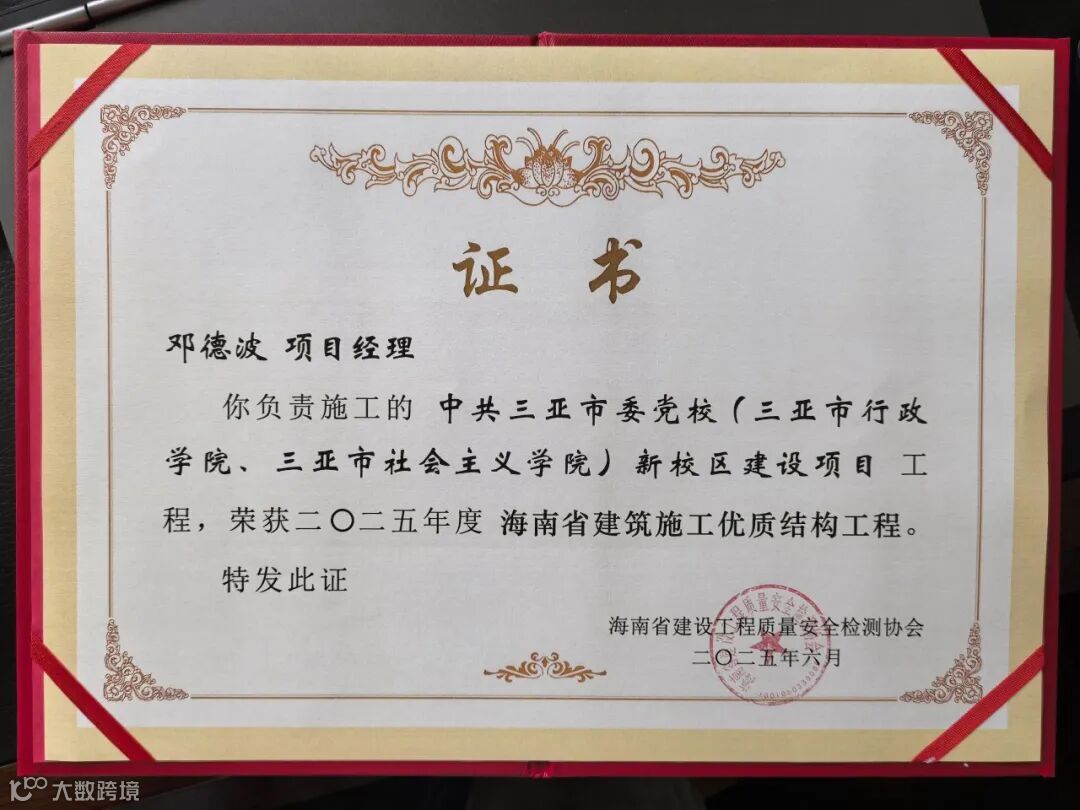 证书
邓德波 项目经理
你负责施工的 中共三亚市委党校(三亚市行政
学院、三亚市社会主义学院)新校区建设项目 工
程，荣获二〇二五年度 海南省建筑施工优质结构工程。
特发此证
海南省建设工程质量安全检测协会
二〇二五年六月
大数跨境